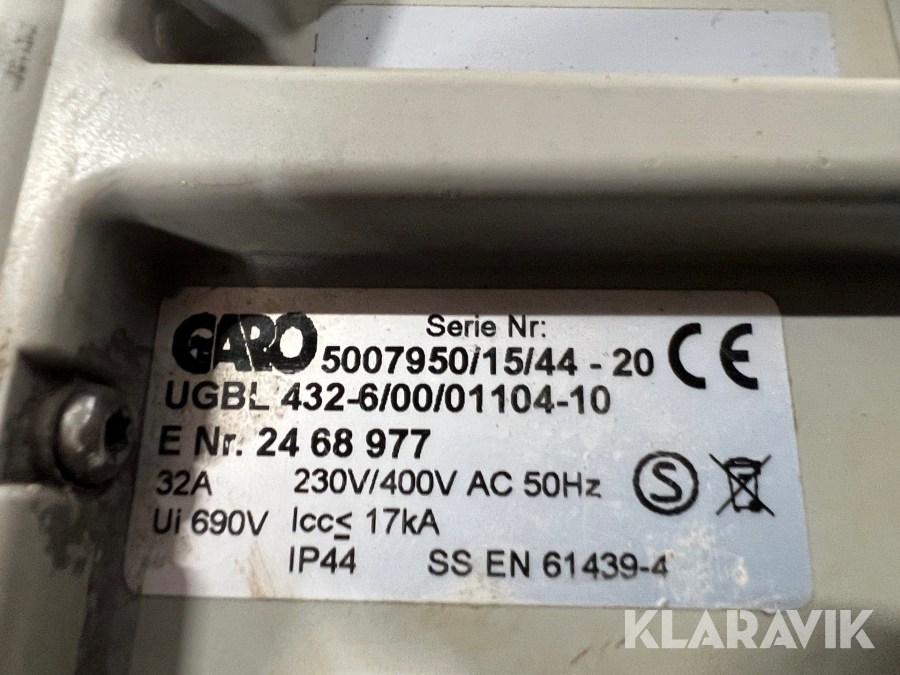 GARO
Serie Nr:
5007950/15/44 - 20
CE
UGBL 432-6/00/01104-10
E Nr. 24 68 977
32A 230V/400V AC 50Hz
S
Ui 690V Icc≤ 17kA
IP44 SS EN 61439-4
KLARAVIK